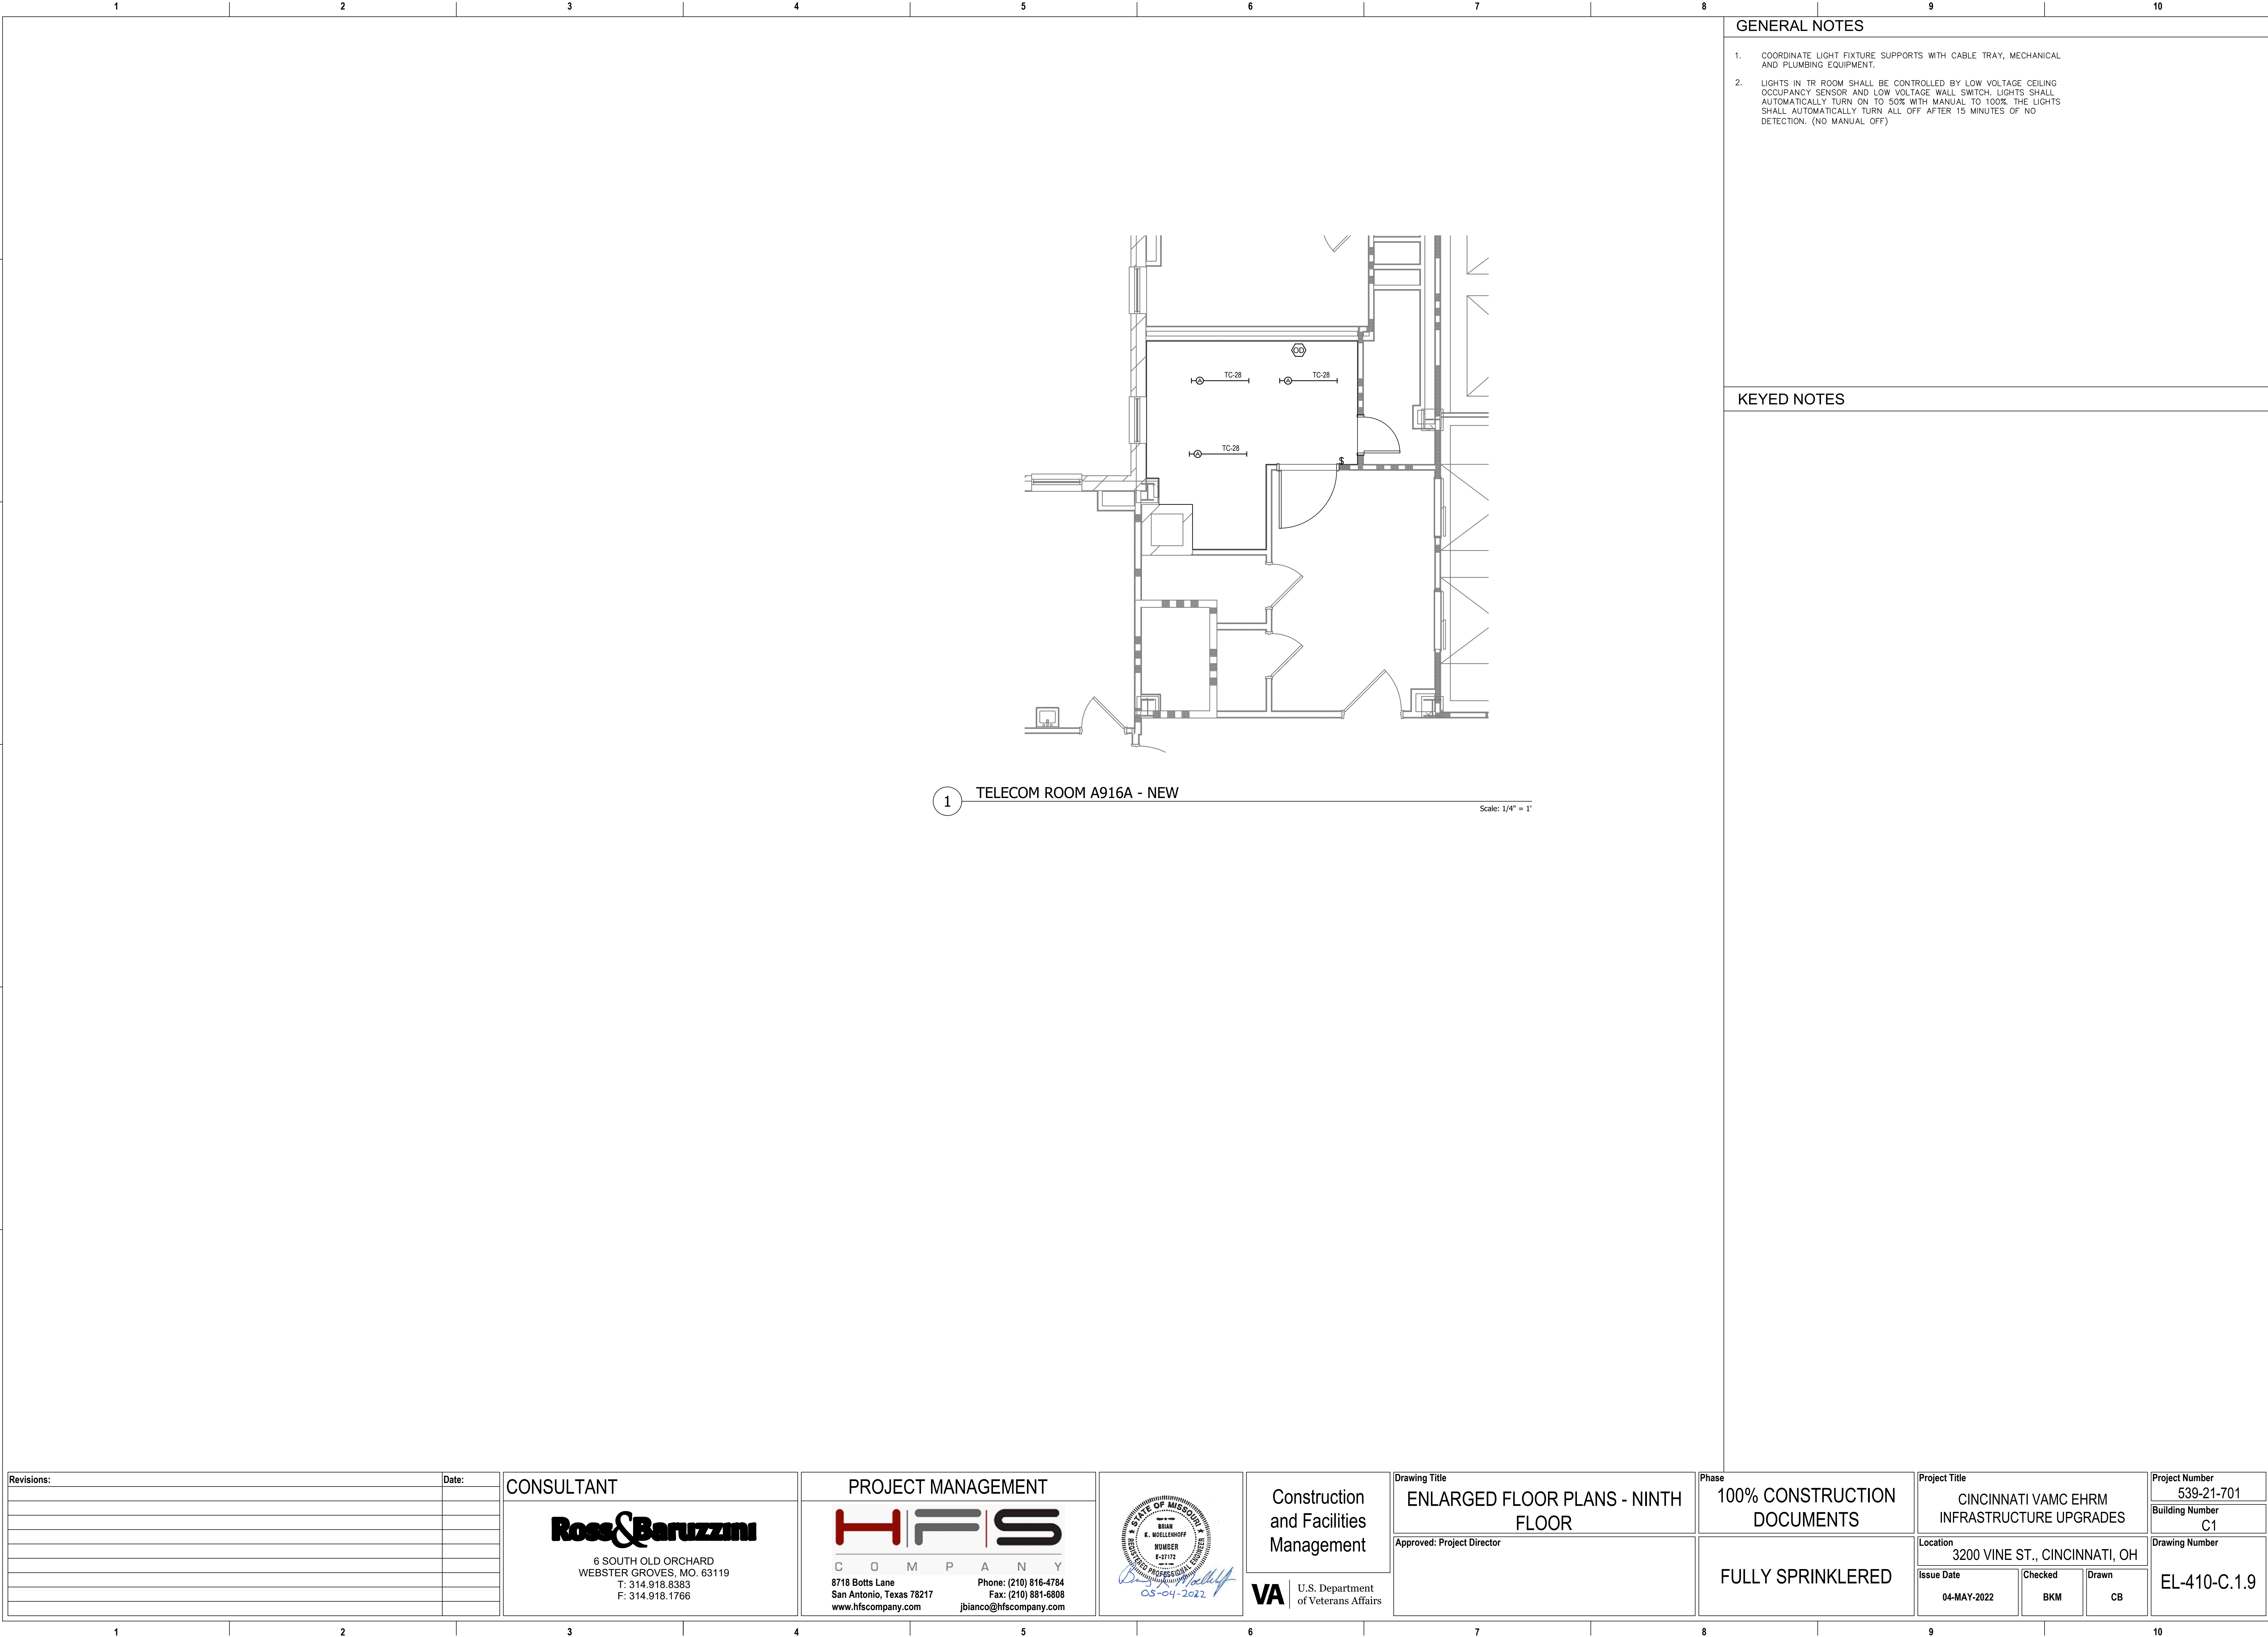 1 2 3 4 5 6 7 8 9 10
GENERAL NOTES
1. COORDINATE LIGHT FIXTURE SUPPORTS WITH CABLE TRAY, MECHANICAL
AND PLUMBING EQUIPMENT.
2. LIGHTS IN TR ROOM SHALL BE CONTROLLED BY LOW VOLTAGE CEILING
OCCUPANCY SENSOR AND LOW VOLTAGE WALL SWITCH. LIGHTS SHALL
AUTOMATICALLY TURN ON TO 50% WITH MANUAL TO 100%. THE LIGHTS
SHALL AUTOMATICALLY TURN ALL OFF AFTER 15 MINUTES OF NO
DETECTION. (NO MANUAL OFF)
KEYED NOTES
OD
A TC-28
A TC-28
A TC-28
$
1 TELECOM ROOM A916A - NEW
Scale: 1/4" = 1'
Revisions: Date:
CONSULTANT
Ross&Baruzzini
6 SOUTH OLD ORCHARD
WEBSTER GROVES, MO. 63119
T: 314.918.8383
F: 314.918.1766
PROJECT MANAGEMENT
HFS
COMPANY
8718 Botts Lane Phone: (210) 816-4784
San Antonio, Texas 78217 Fax: (210) 881-6808
www.hfscompany.com jbianco@hfscompany.com
STATE OF MISSOURI
BRIAN
K. MOELLENHOFF
NUMBER
E-27172
REGISTERED PROFESSIONAL ENGINEER
05-04-2022
Construction
and Facilities
Management
VA U.S. Department
of Veterans Affairs
Drawing Title
ENLARGED FLOOR PLANS - NINTH
FLOOR
Approved: Project Director
Phase
100% CONSTRUCTION
DOCUMENTS
FULLY SPRINKLERED
Project Title
CINCINNATI VAMC EHRM
INFRASTRUCTURE UPGRADES
Location
3200 VINE ST., CINCINNATI, OH
Issue Date
04-MAY-2022
Checked
BKM
Drawn
CB
Project Number
539-21-701
Building Number
C1
Drawing Number
EL-410-C.1.9
1 2 3 4 5 6 7 8 9 10